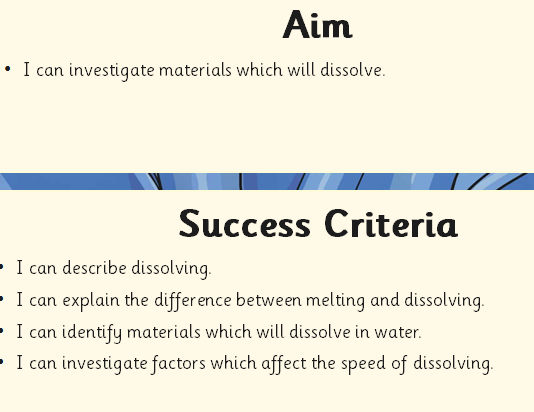 Aim
• I can investigate materials which will dissolve.
Success Criteria
• I can describe dissolving.
• I can explain the difference between melting and dissolving.
• I can identify materials which will dissolve in water.
• I can investigate factors which affect the speed of dissolving.